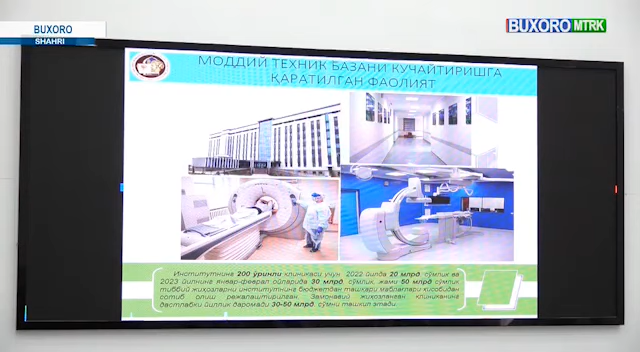 BUXORO
SHAHRI
BUXORO MTRK
МОДДИЙ ТЕХНИК БАЗАНИ КУЧАЙТИРИШГА
ҚАРАТИЛГАН ФАОЛИЯТ
Институтнинг 200 ўринли клиникаси учун 2022 йилда 20 млрд. сўмлик ва
2023 йилнинг январ-феврал ойларида 30 млрд. сўмлик, жами 50 млрд сўмлик
тиббий жиҳозларни институтнинг бюджетдан ташқари маблағлари ҳисобидан
сотиб олиш режалаштирилган. Замонавий жиҳозланган клиниканинг
дастлабки йиллик даромади 30-50 млрд. сўмни ташкил этади.